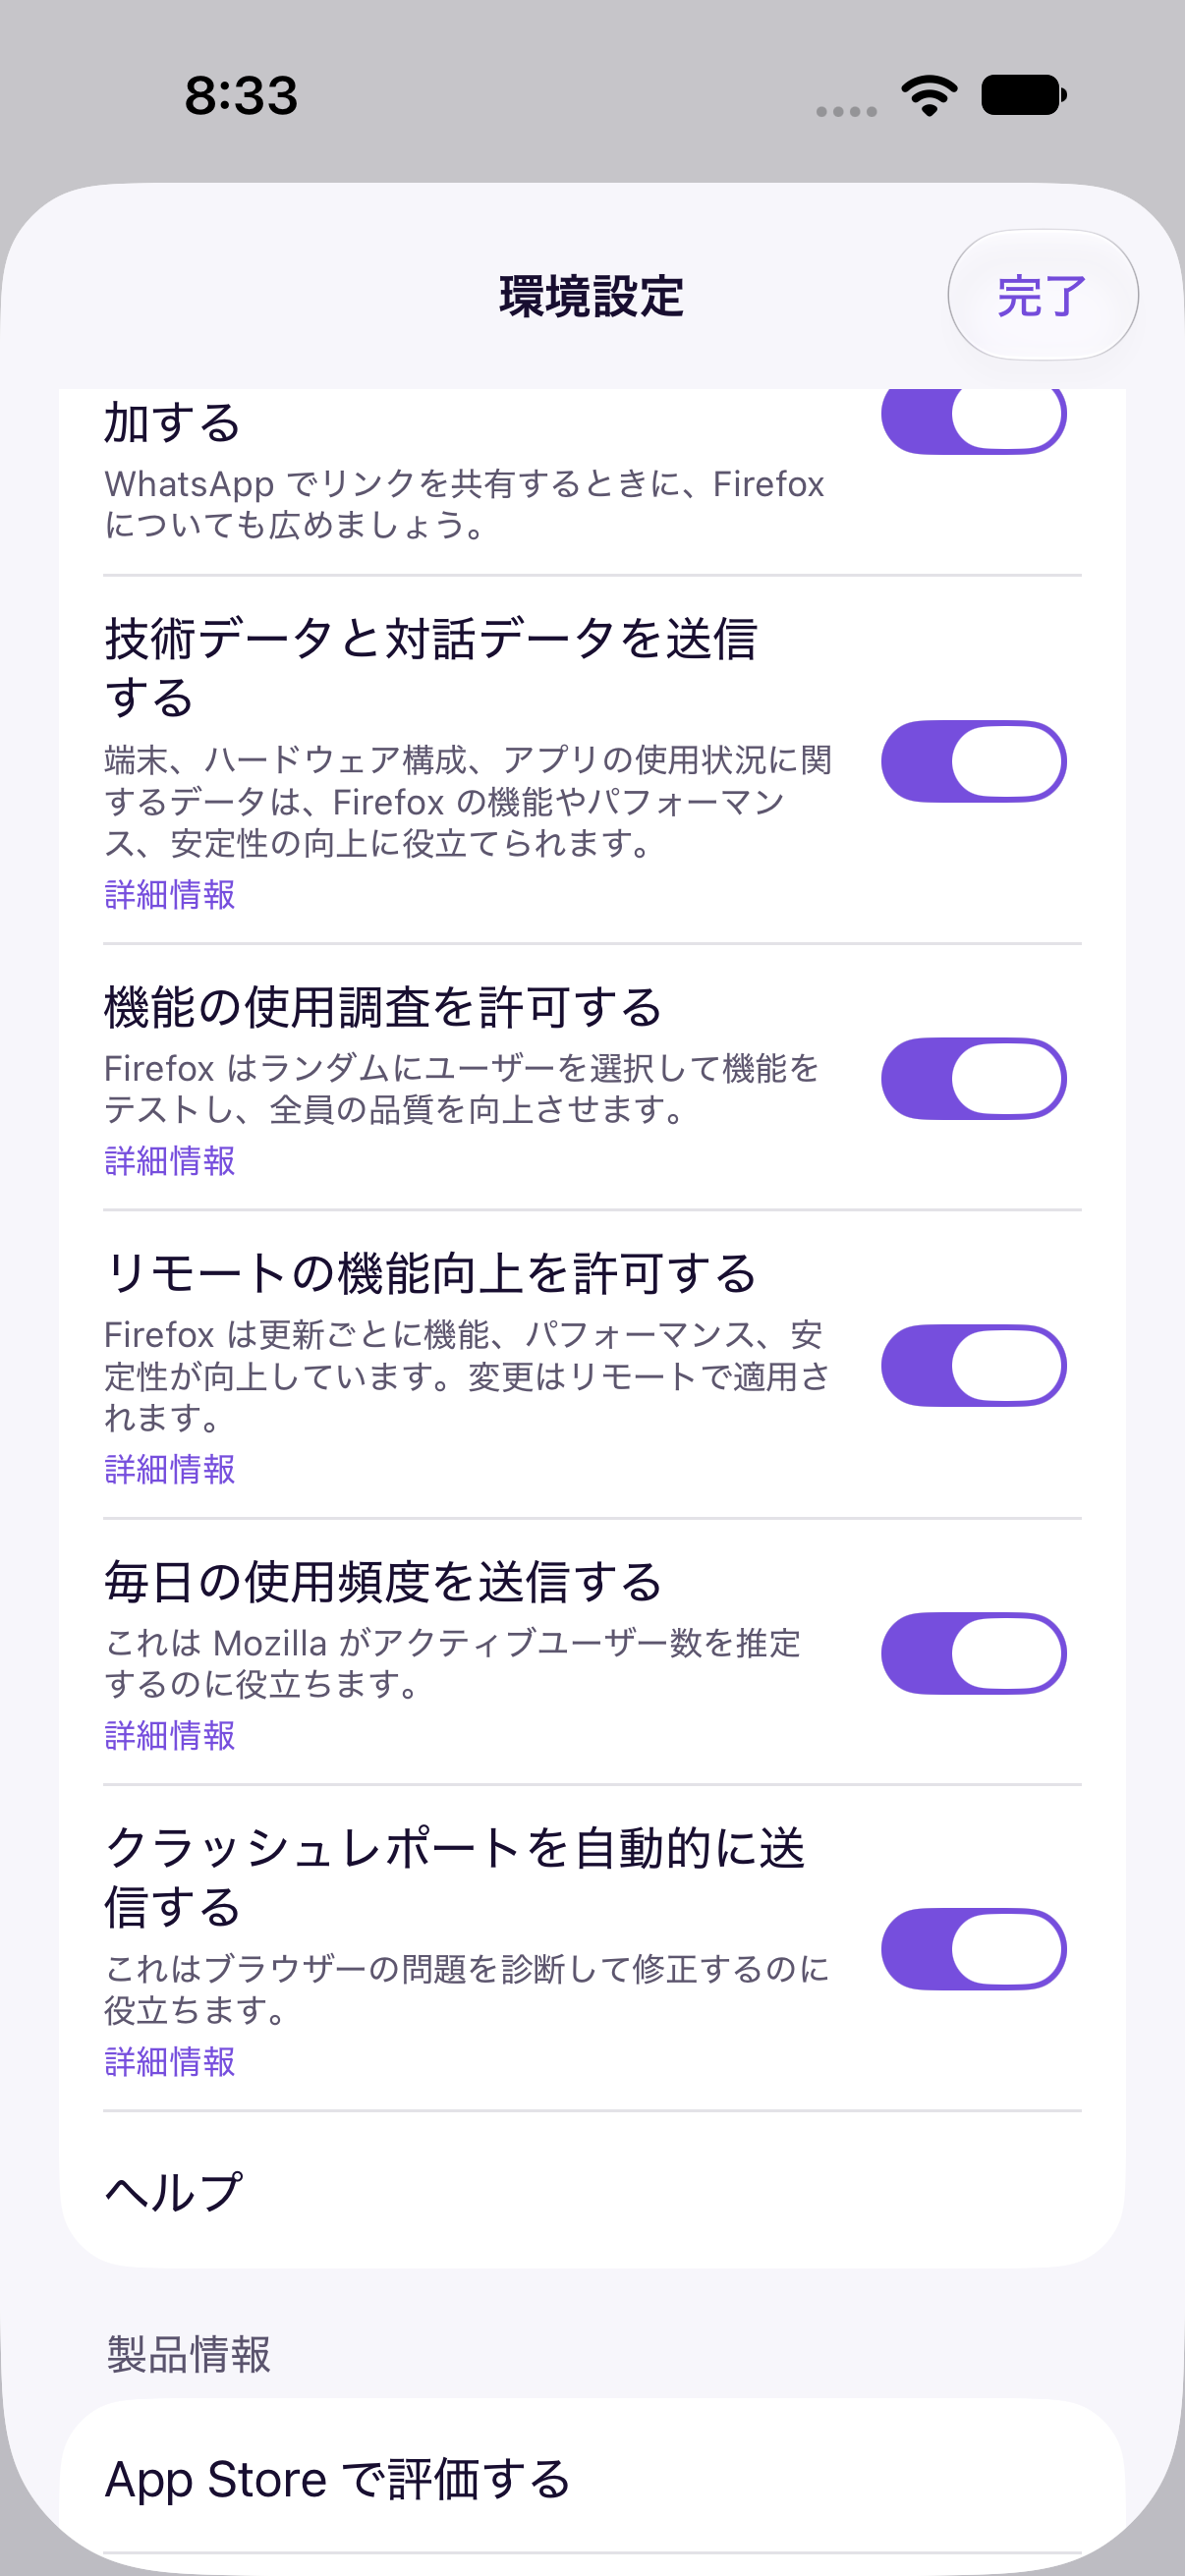 8:33
環境設定
完了
加する
WhatsApp でリンクを共有するときに、Firefox
についても広めましょう。
技術データと対話データを送信
する
端末、ハードウェア構成、アプリの使用状況に関
するデータは、Firefox の機能やパフォーマン
ス、安定性の向上に役立てられます。
詳細情報
機能の使用調査を許可する
Firefox はランダムにユーザーを選択して機能を
テストし、全員の品質を向上させます。
詳細情報
リモートの機能向上を許可する
Firefox は更新ごとに機能、パフォーマンス、安
定性が向上しています。変更はリモートで適用さ
れます。
詳細情報
毎日の使用頻度を送信する
これは Mozilla がアクティブユーザー数を推定
するのに役立ちます。
詳細情報
クラッシュレポートを自動的に送
信する
これはブラウザーの問題を診断して修正するのに
役立ちます。
詳細情報
ヘルプ
製品情報
App Store で評価する